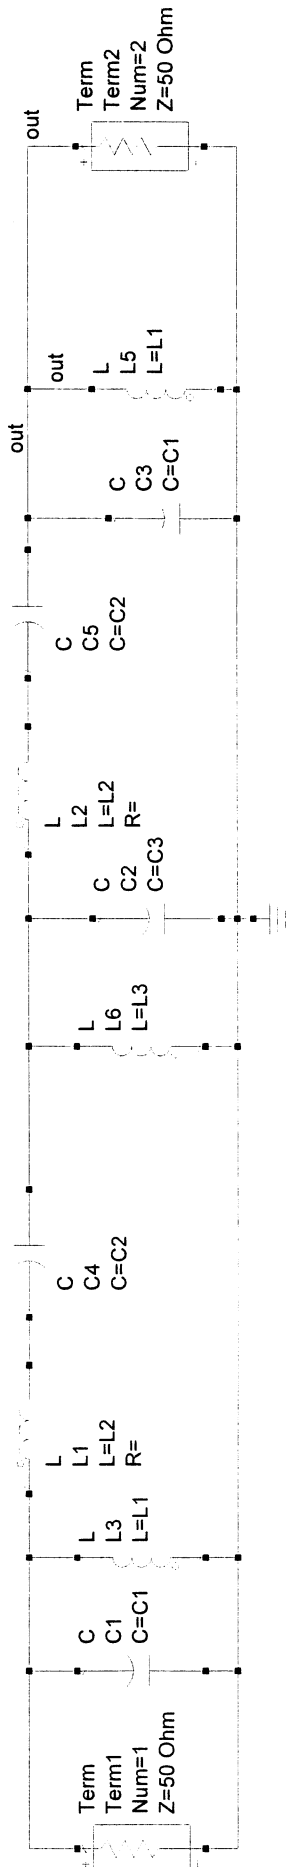 Term
Term1
Num=1
Z=50 Ohm
C
C1
C=C1
L
L3
L=L1
L
L1
L=L2
R=
C
C4
C=C2
L
L6
L=L3
C
C2
C=C3
L
L2
L=L2
R=
C
C5
C=C2
out
C
C3
C=C1
out
L
L5
L=L1
out
Term
Term2
Num=2
Z=50 Ohm